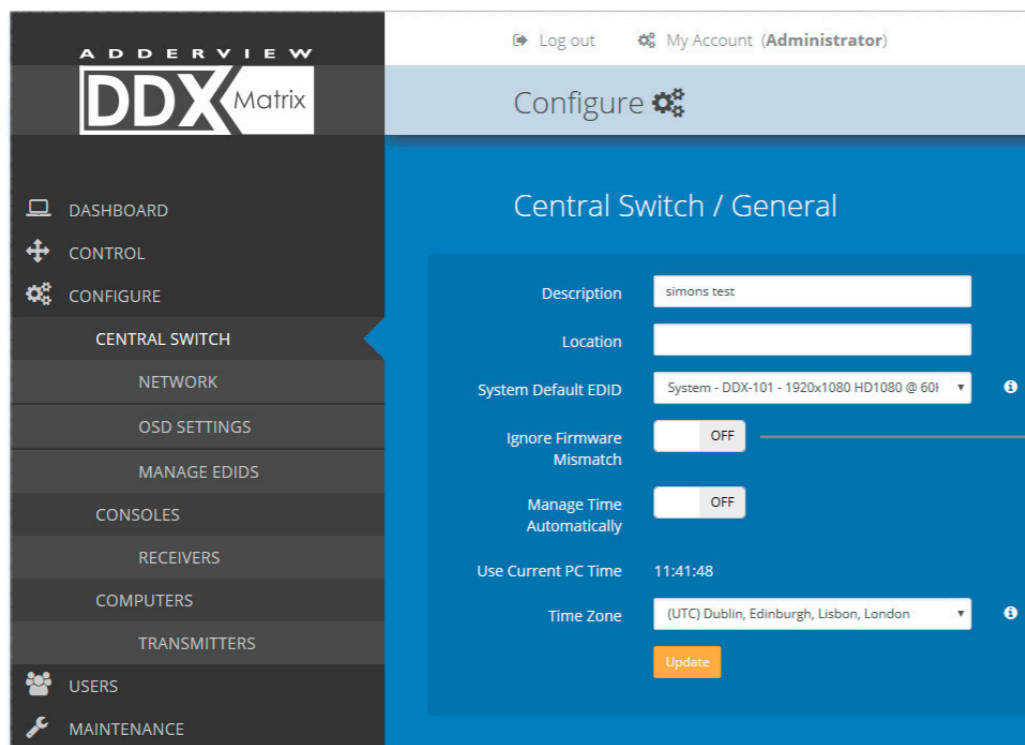 ADDERVIEW
DDX Matrix
DASHBOARD
CONTROL
CONFIGURE
CENTRAL SWITCH
NETWORK
OSD SETTINGS
MANAGE EDIDS
CONSOLES
RECEIVERS
COMPUTERS
TRANSMITTERS
USERS
MAINTENANCE
Log out My Account (Administrator)
Configure
Central Switch / General
Description simons test
Location
System Default EDID System - DDX-101 - 1920x1080 HD1080 @
Ignore Firmware OFF
Mismatch
Manage Time OFF
Automatically
Use Current PC Time 11:41:48
Time Zone (UTC) Dublin, Edinburgh, Lisbon, London
Update